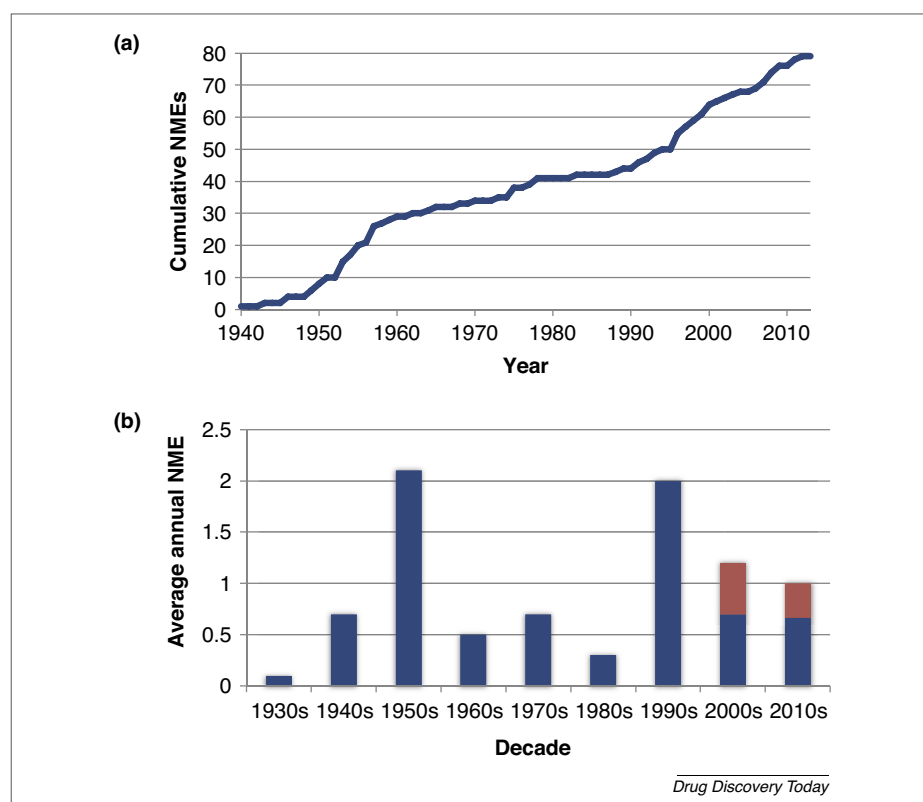 (a)
Cumulative NMEs
80
70
60
50
40
30
20
10
0
1940 1950 1960 1970 1980 1990 2000 2010
Year
(b)
Average annual NME
2.5
2
1.5
1
0.5
0
1930s 1940s 1950s 1960s 1970s 1980s 1990s 2000s 2010s
Decade
Drug Discovery Today